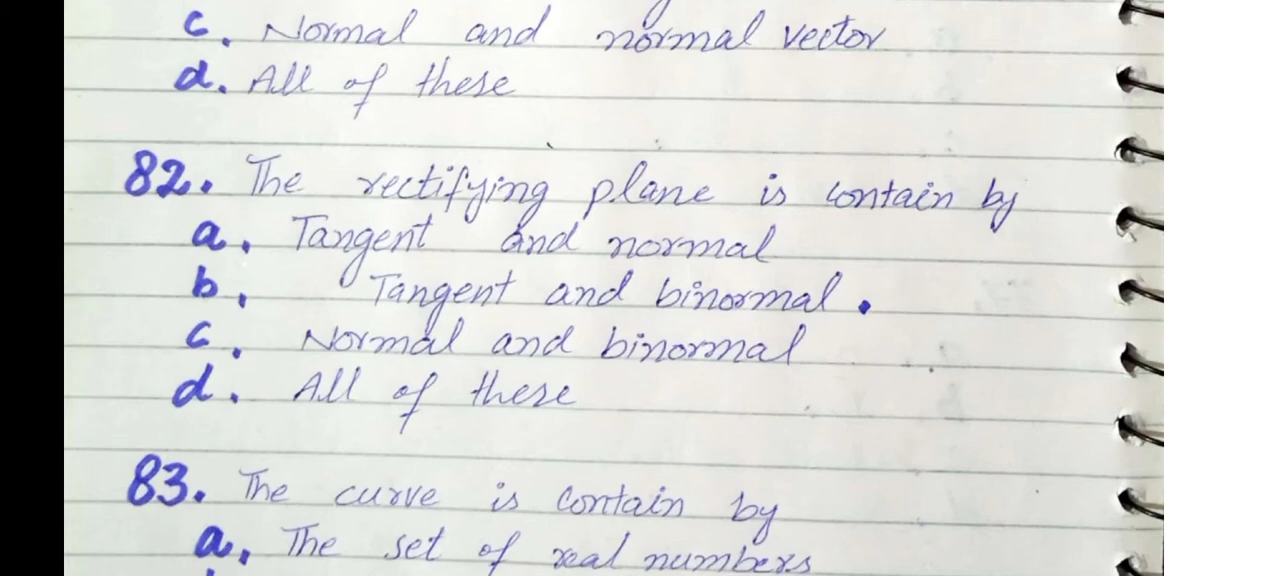 c. Normal and normal vector
d. All of these
82. The rectifying plane is contain by
a. Tangent and normal
b. Tangent and binormal.
c. Normal and binormal
d. All of these
83. The curve is contain by
a. The set of real numbers